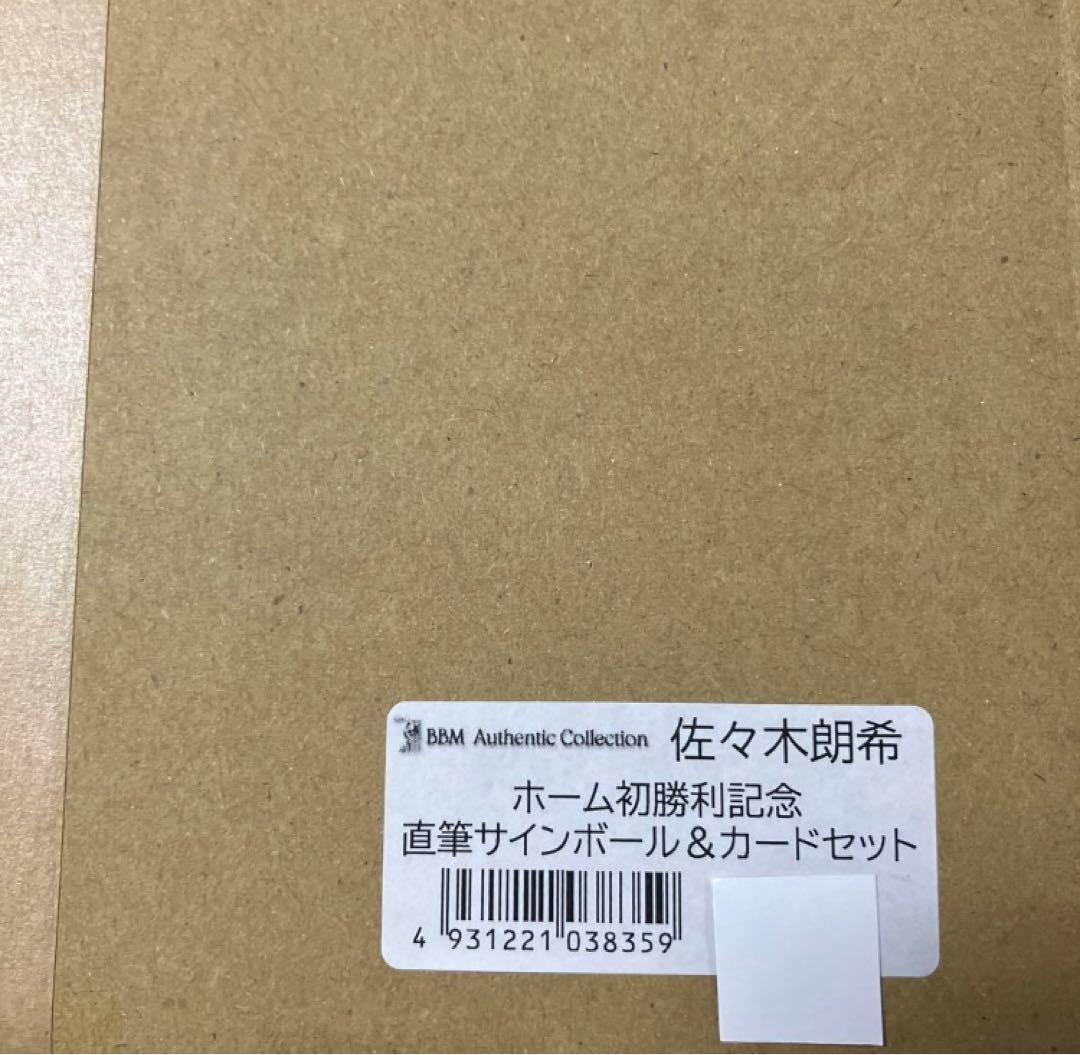 BBM Authentic Collection 佐々木朗希
ホーム初勝利記念
直筆サインボール&カードセット
4 931221 038359